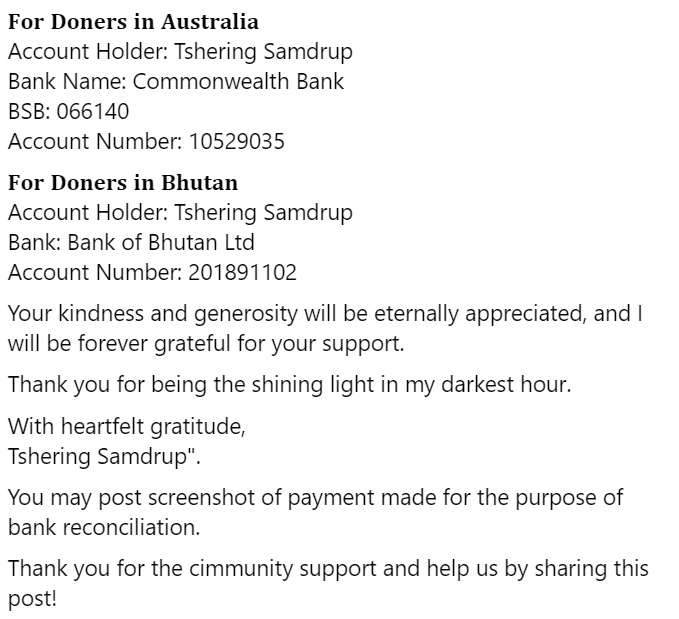 For Doners in Australia
Account Holder: Tshering Samdrup
Bank Name: Commonwealth Bank
BSB: 066140
Account Number: 10529035
For Doners in Bhutan
Account Holder: Tshering Samdrup
Bank: Bank of Bhutan Ltd
Account Number: 201891102
Your kindness and generosity will be eternally appreciated, and I
will be forever grateful for your support.
Thank you for being the shining light in my darkest hour.
With heartfelt gratitude,
Tshering Samdrup".
You may post screenshot of payment made for the purpose of
bank reconciliation.
Thank you for the cimmunity support and help us by sharing this
post!